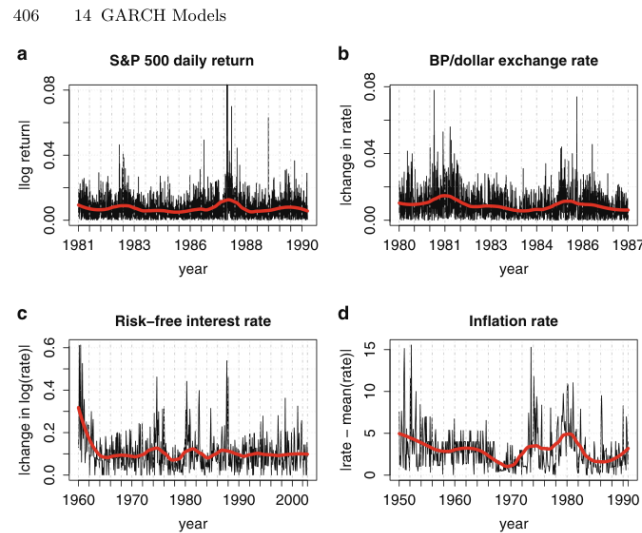 406 14 GARCH Models
a
S&P 500 daily return
|log return|
0.00 0.04 0.08
1981 1983 1986 1988 1990
year
b
BP/dollar exchange rate
|change in rate|
0.00 0.04 0.08
1980 1981 1983 1984 1986 1987
year
c
Risk−free interest rate
|change in log(rate)|
0.0 0.2 0.4 0.6
1960 1970 1980 1990 2000
year
d
Inflation rate
|rate − mean(rate)|
0 5 10 15
1950 1960 1970 1980 1990
year